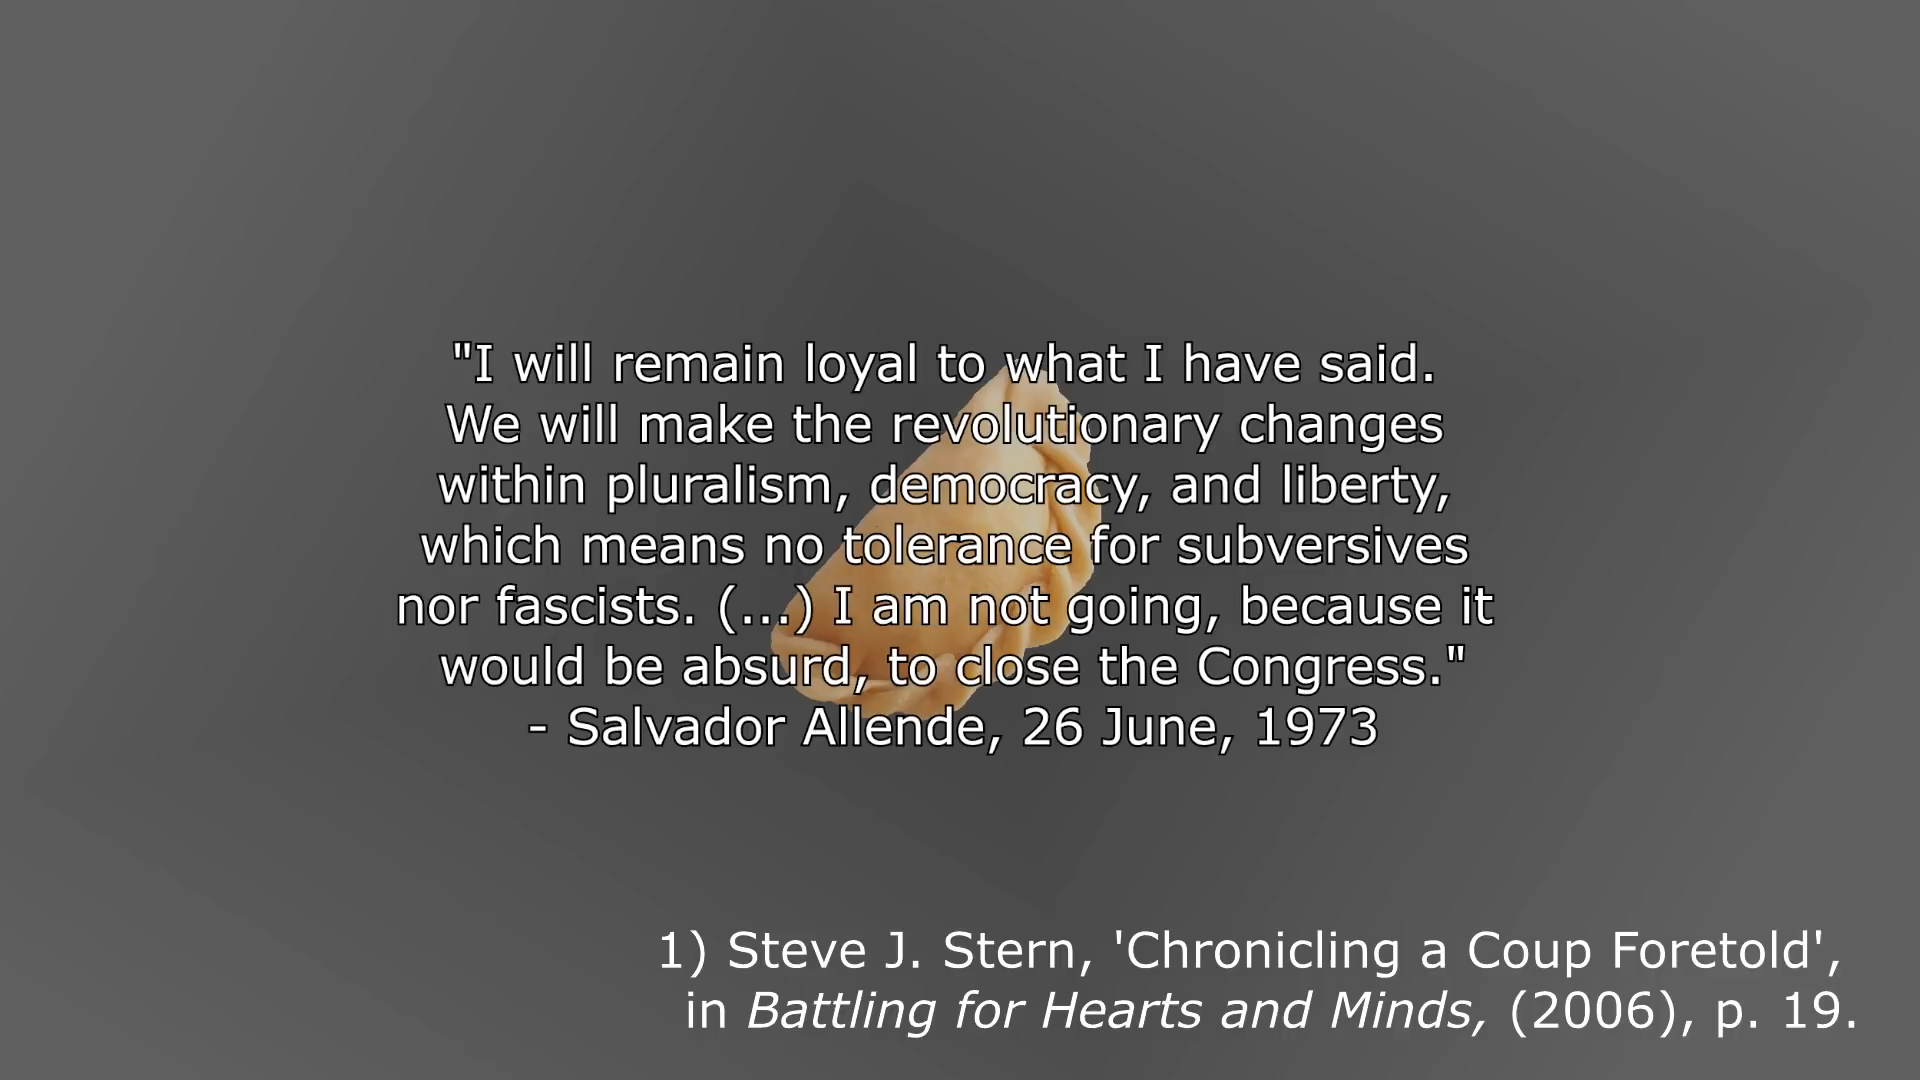 "I will remain loyal to what I have said.
We will make the revolutionary changes
within pluralism, democracy, and liberty,
which means no tolerance for subversives
nor fascists. (...) I am not going, because it
would be absurd, to close the Congress."
- Salvador Allende, 26 June, 1973
1) Steve J. Stern, 'Chronicling a Coup Foretold',
in Battling for Hearts and Minds, (2006), p. 19.